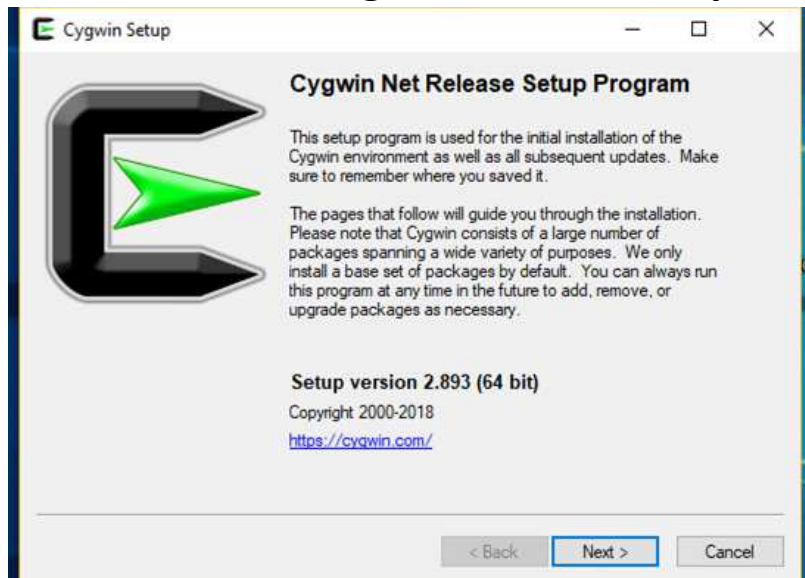 Cygwin Setup
Cygwin Net Release Setup Program
This setup program is used for the initial installation of the
Cygwin environment as well as all subsequent updates. Make
sure to remember where you saved it.
The pages that follow will guide you through the installation.
Please note that Cygwin consists of a large number of
packages spanning a wide variety of purposes. We only
install a base set of packages by default. You can always run
this program at any time in the future to add, remove, or
upgrade packages as necessary.
Setup version 2.893 (64 bit)
Copyright 2000-2018
https://cygwin.com/
< Back Next > Cancel